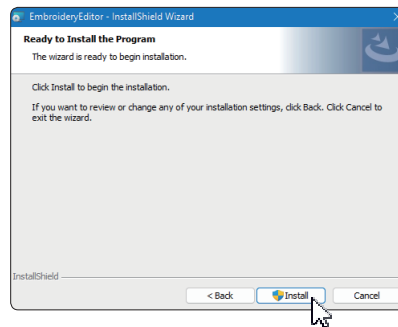 EmbroideryEditor - InstallShield Wizard
Ready to Install the Program
The wizard is ready to begin installation.
Click Install to begin the installation.
If you want to review or change any of your installation settings, click Back. Click Cancel to
exit the wizard.
InstallShield
< Back Install Cancel